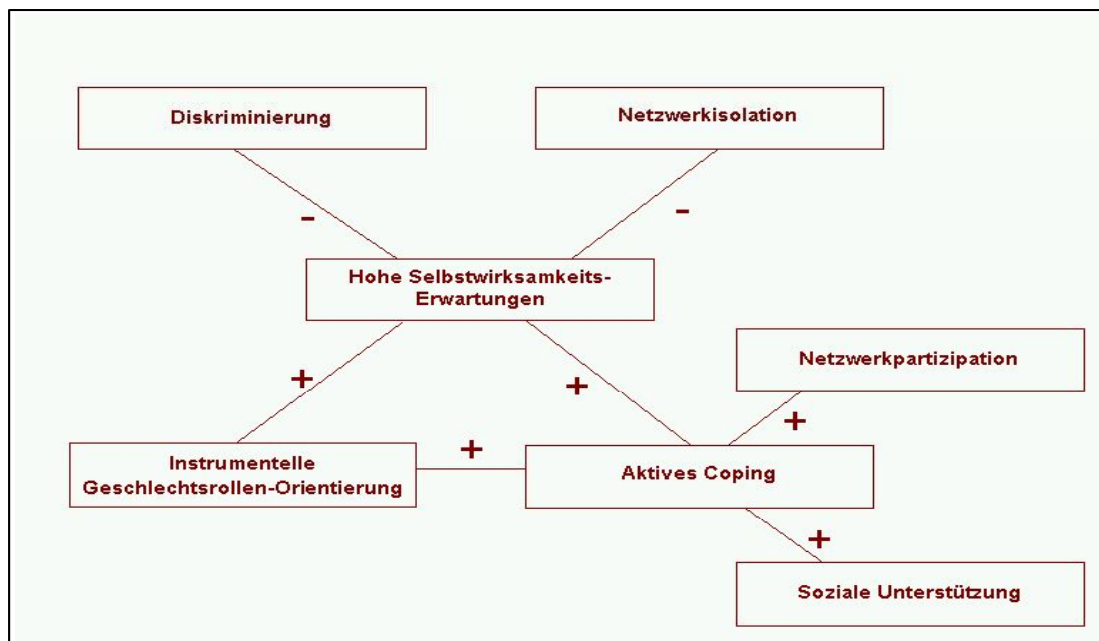 Diskriminierung
Netzwerkisolation
-
-
Hohe Selbstwirksamkeits-
Erwartungen
+
+
Netzwerkpartizipation
+
Instrumentelle
Geschlechtsrollen-Orientierung
+
Aktives Coping
+
Soziale Unterstützung